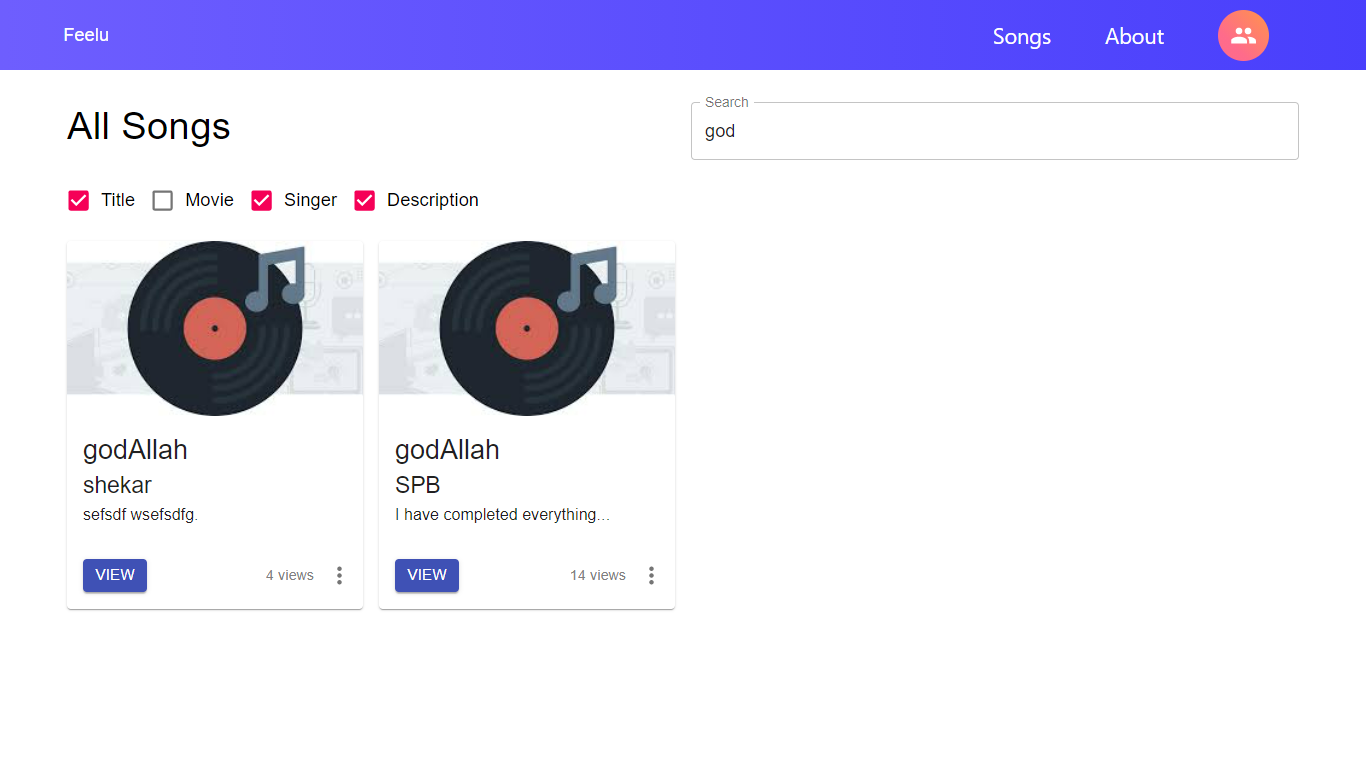 Feelu
Songs
About
All Songs
Search
god
Title
Movie
Singer
Description
godAllah
shekar
sefsdf wsefsdfg.
VIEW
4 views
godAllah
SPB
I have completed everything...
VIEW
14 views